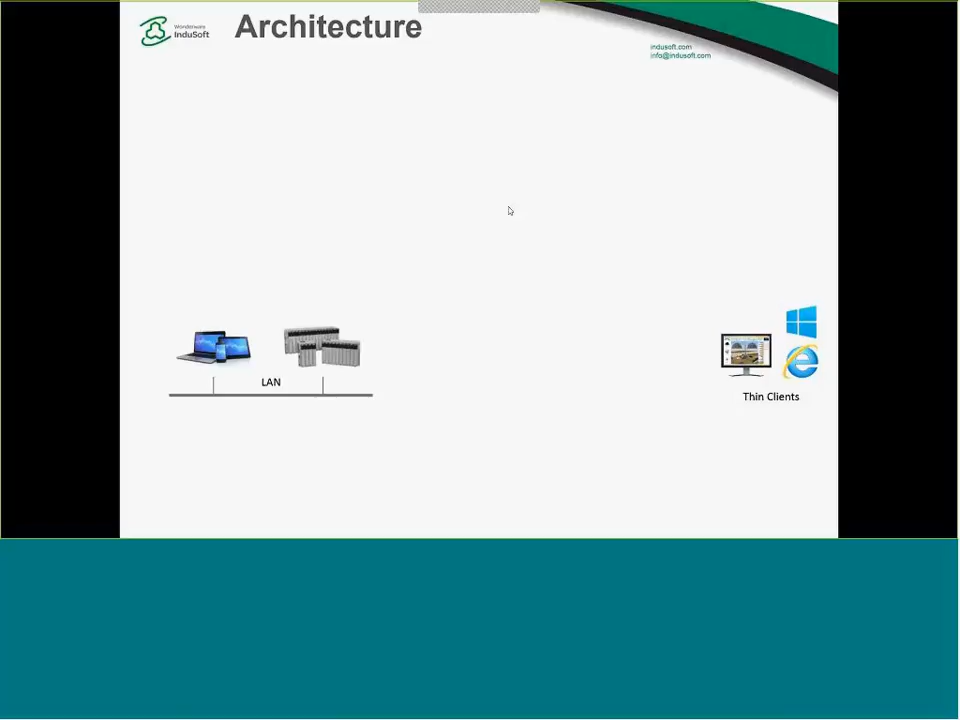 Wonderware
InduSoft
Architecture
indusoft.com
info@indusoft.com
LAN
Thin Clients